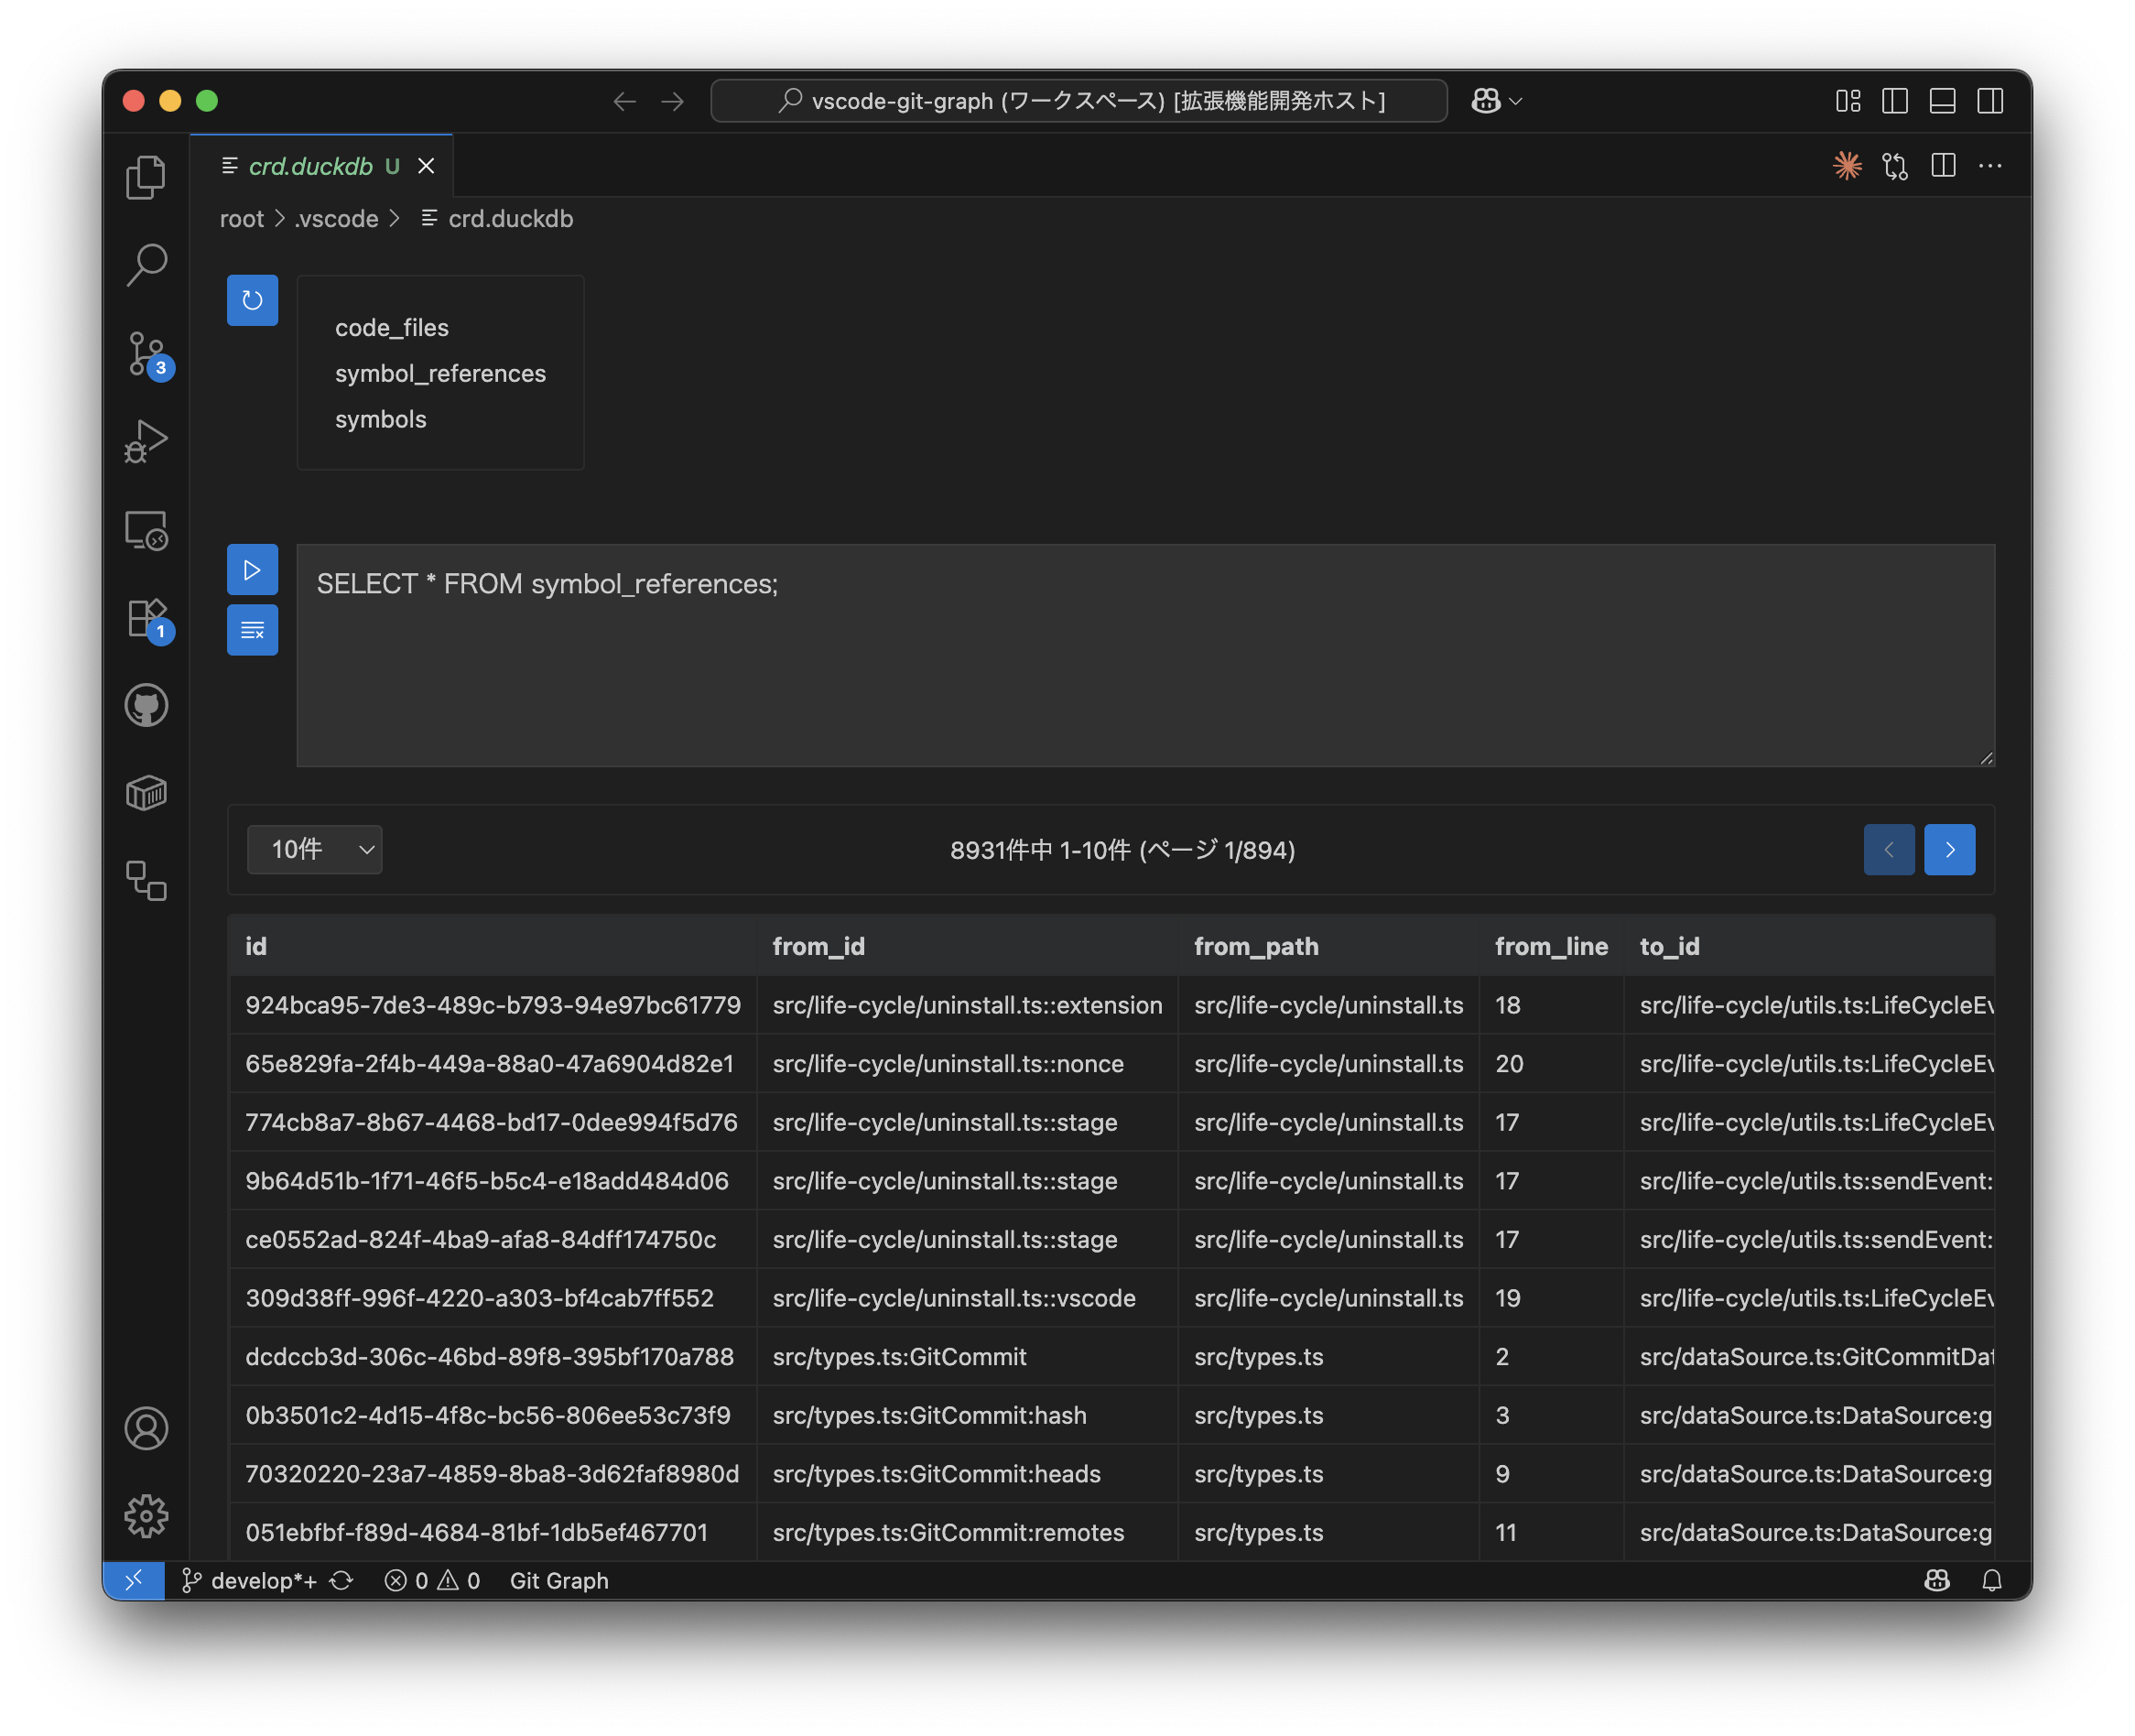 vscode-git-graph (ワークスペース) [拡張機能開発ホスト]
crd.duckdb U
root > .vscode > crd.duckdb
code_files
symbol_references
symbols
3
1
SELECT * FROM symbol_references;
10件 8931件中 1-10件 (ページ 1/894)
id from_id from_path from_line to_id
924bca95-7de3-489c-b793-94e97bc61779 src/life-cycle/uninstall.ts::extension src/life-cycle/uninstall.ts 18 src/life-cycle/utils.ts:LifeCycleEv
65e829fa-2f4b-449a-88a0-47a6904d82e1 src/life-cycle/uninstall.ts::nonce src/life-cycle/uninstall.ts 20 src/life-cycle/utils.ts:LifeCycleEv
774cb8a7-8b67-4468-bd17-0dee994f5d76 src/life-cycle/uninstall.ts::stage src/life-cycle/uninstall.ts 17 src/life-cycle/utils.ts:LifeCycleEv
9b64d51b-1f71-46f5-b5c4-e18add484d06 src/life-cycle/uninstall.ts::stage src/life-cycle/uninstall.ts 17 src/life-cycle/utils.ts:sendEvent:
ce0552ad-824f-4ba9-afa8-84dff174750c src/life-cycle/uninstall.ts::stage src/life-cycle/uninstall.ts 17 src/life-cycle/utils.ts:sendEvent:
309d38ff-996f-4220-a303-bf4cab7ff552 src/life-cycle/uninstall.ts::vscode src/life-cycle/uninstall.ts 19 src/life-cycle/utils.ts:LifeCycleEv
dcdccb3d-306c-46bd-89f8-395bf170a788 src/types.ts:GitCommit src/types.ts 2 src/dataSource.ts:GitCommitDat
0b3501c2-4d15-4f8c-bc56-806ee53c73f9 src/types.ts:GitCommit:hash src/types.ts 3 src/dataSource.ts:DataSource:g
70320220-23a7-4859-8ba8-3d62faf8980d src/types.ts:GitCommit:heads src/types.ts 9 src/dataSource.ts:DataSource:g
051ebfbf-f89d-4684-81bf-1db5ef467701 src/types.ts:GitCommit:remotes src/types.ts 11 src/dataSource.ts:DataSource:g
develop*+ 0 0 Git Graph